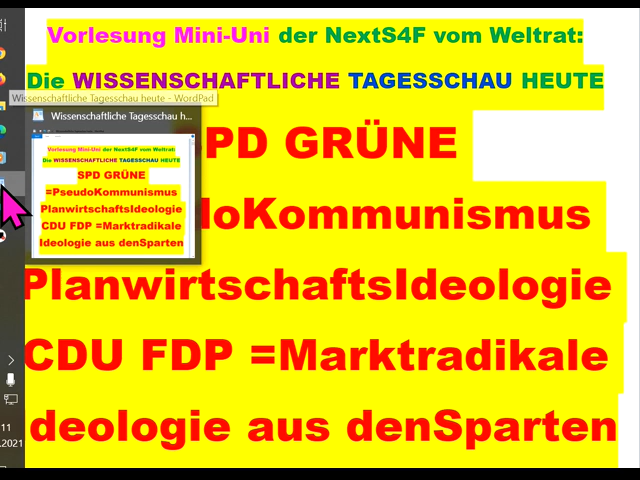 Vorlesung Mini-Uni der NextS4F vom Weltrat:
Die WISSENSCHAFTLICHE TAGESSCHAU HEUTE
Wissenschaftliche Tagesschau heute - WordPad
Wissenschaftliche Tagesschau h...
Vorlesung Mini-Uni der NextS4F vom Weltrat:
Die WISSENSCHAFTLICHE TAGESSCHAU HEUTE
SPD GRÜNE
=PseudoKommunismus
PlanwirtschaftsIdeologie
CDU FDP =Marktradikale
Ideologie aus denSparten
PD GRÜNE
doKommunismus
PlanwirtschaftsIdeologie
CDU FDP =Marktradikale
deologie aus denSparten
11
.2021